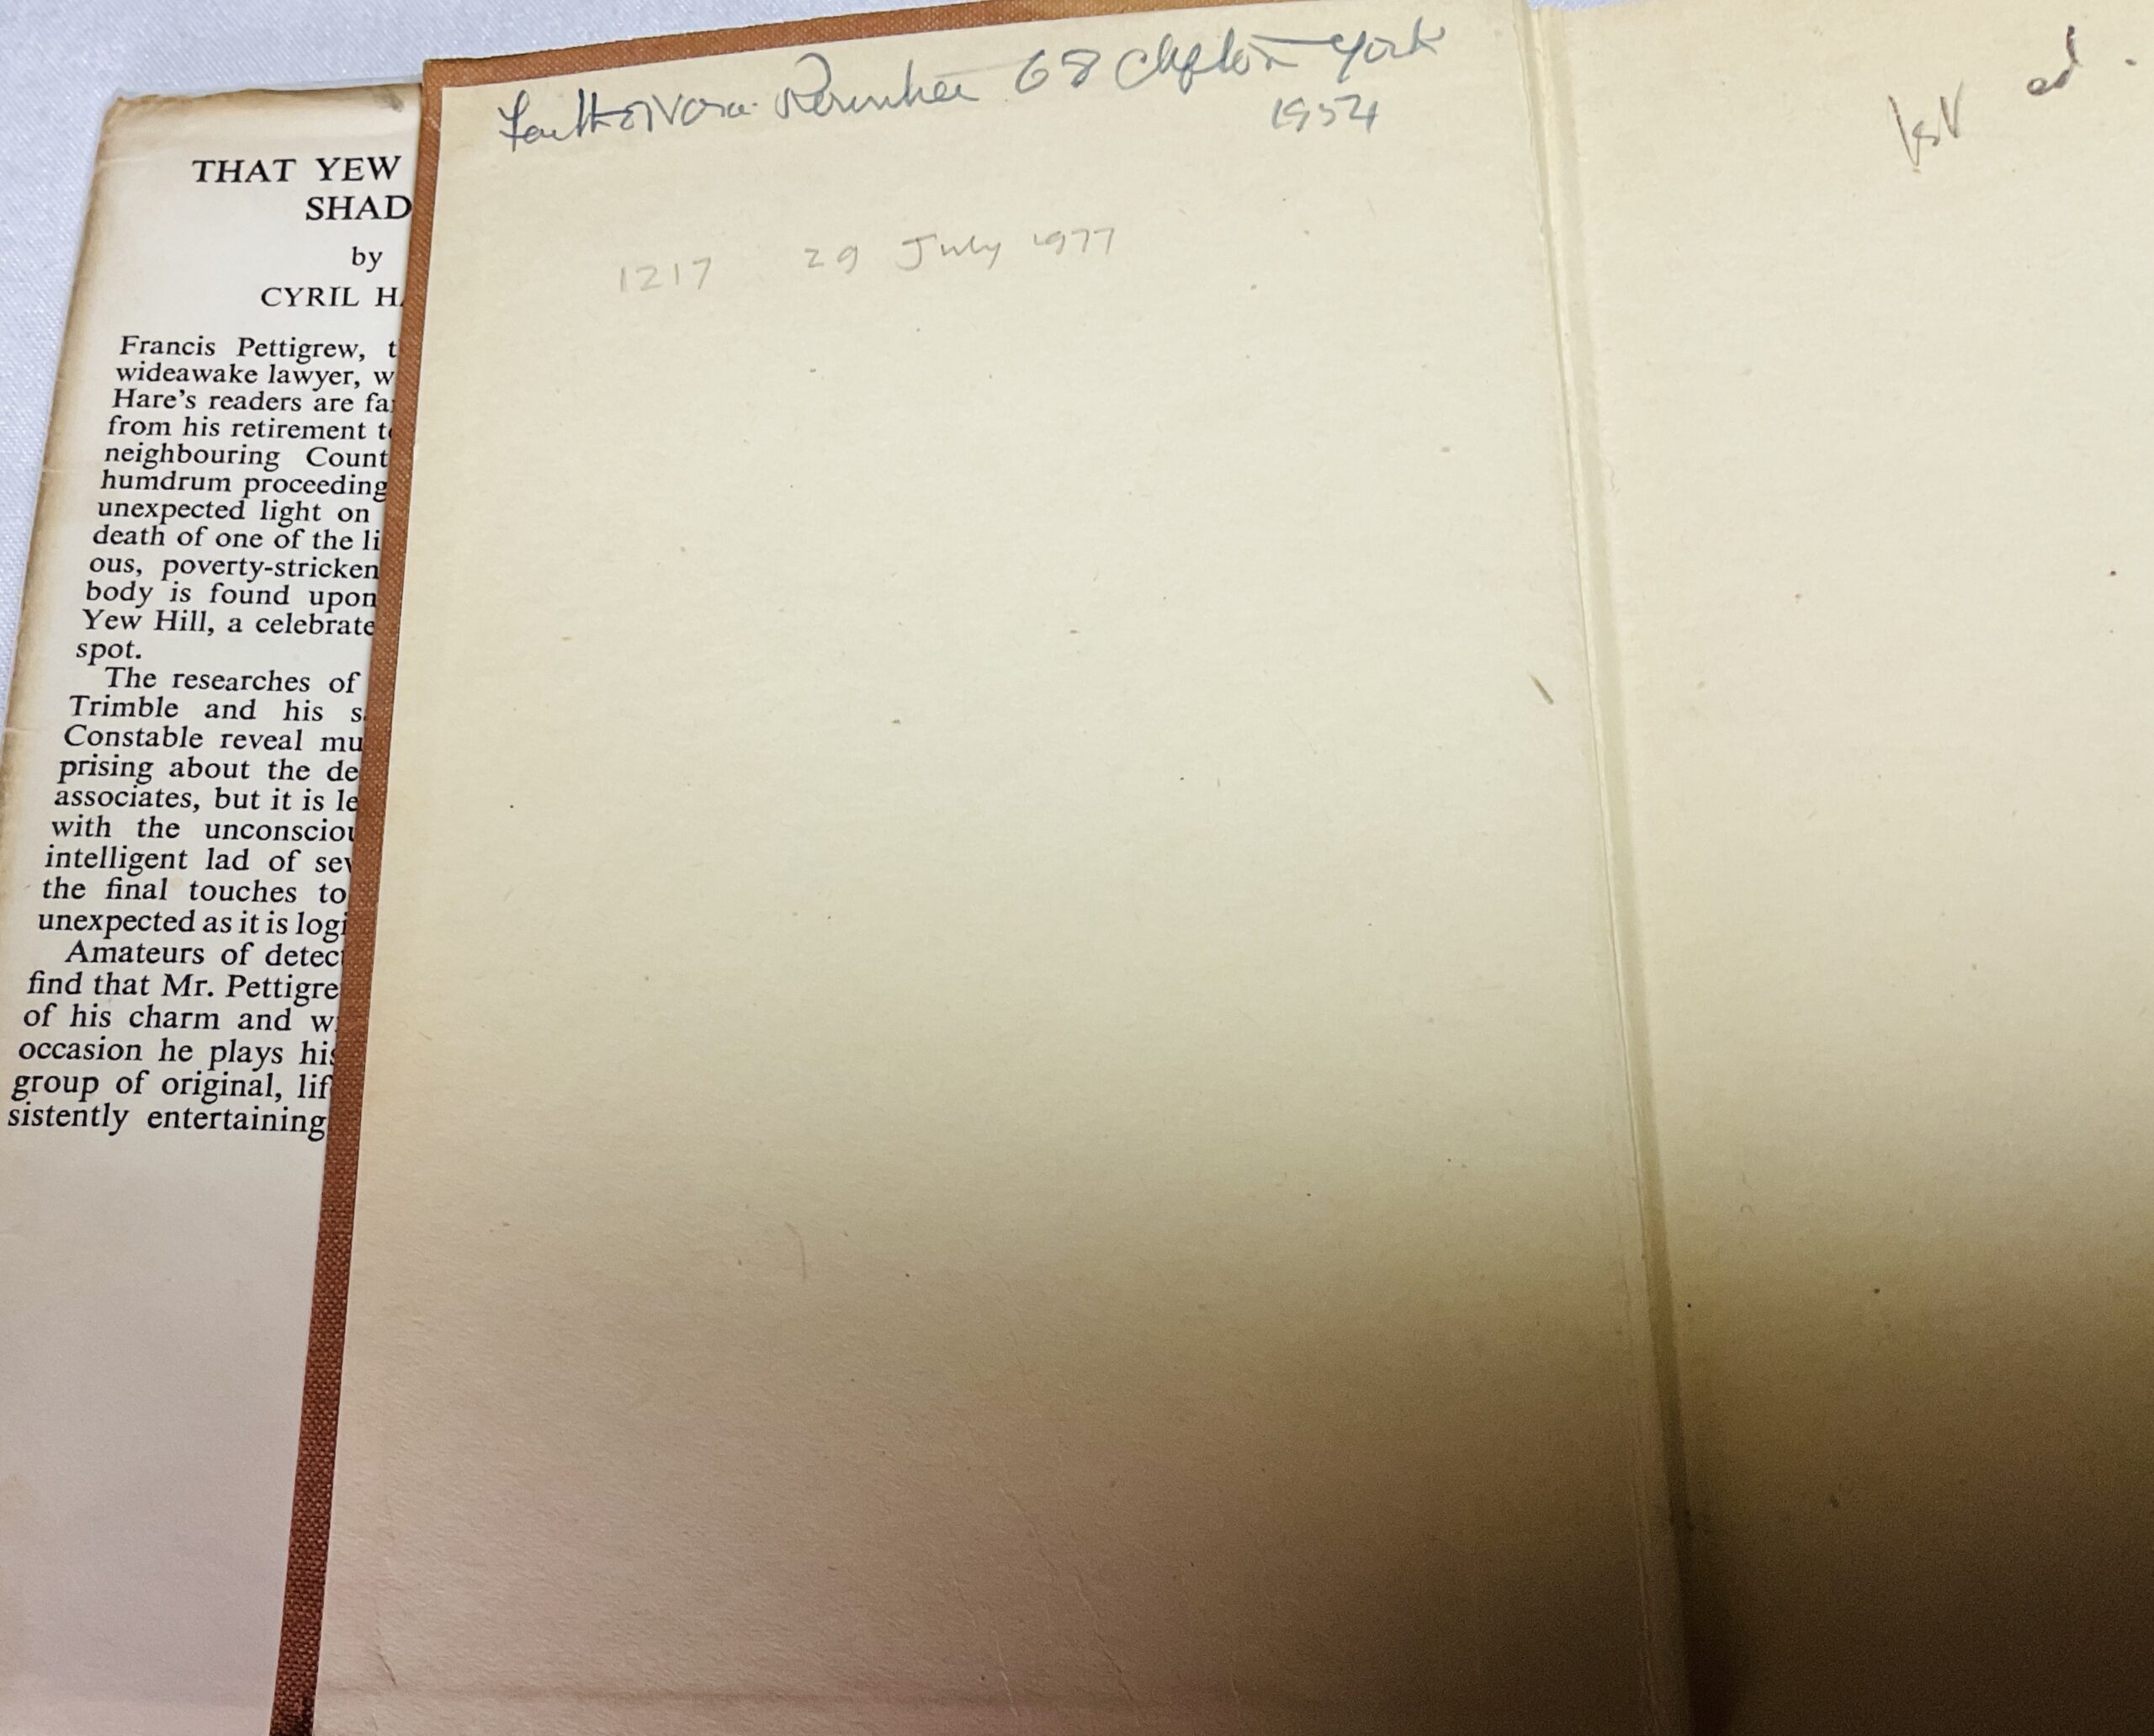 THAT YEW
SHAD
by
CYRIL HA
Francis Pettigrew, t
wideawake lawyer, w
Hare's readers are fa
from his retirement t
neighbouring Count
humdrum proceeding
unexpected light on
death of one of the li
ous, poverty-stricken
body is found upon
Yew Hill, a celebrate
spot.
The researches of
Trimble and his s
Constable reveal mu
prising about the de
associates, but it is le
with the unconsciou
intelligent lad of sev
the final touches to
unexpected as it is logi
Amateurs of detec
find that Mr. Pettigre
of his charm and w
occasion he plays his
group of original, lif
sistently entertaining
68 Clifton York
1954
1217 29 July 1977
1st ed.